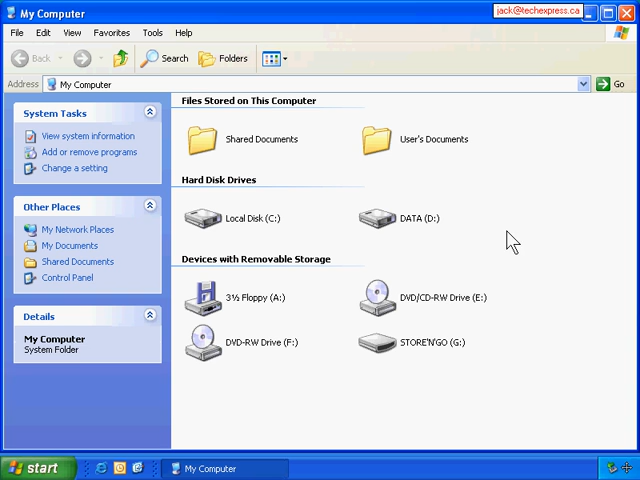 My Computer
jack@techexpress.ca
File Edit View Favorites Tools Help
Back Search Folders
Address My Computer Go
System Tasks
View system information
Add or remove programs
Change a setting
Other Places
My Network Places
My Documents
Shared Documents
Control Panel
Details
My Computer
System Folder
Files Stored on This Computer
Shared Documents User's Documents
Hard Disk Drives
Local Disk (C:) DATA (D:)
Devices with Removable Storage
3½ Floppy (A:) DVD/CD-RW Drive (E:)
DVD-RW Drive (F:) STORE'N'GO (G:)
start My Computer